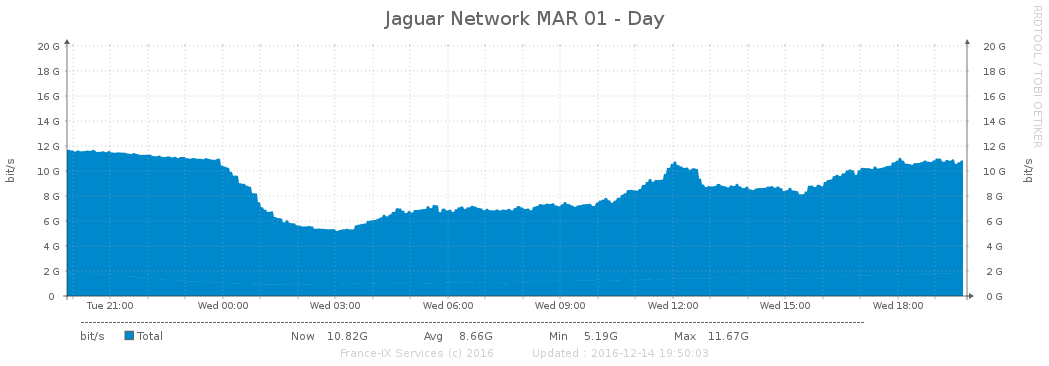 Jaguar Network MAR 01 - Day
RRDTOOL / TOBI OETIKER
20 G 20 G
18 G 18 G
16 G 16 G
14 G 14 G
12 G 12 G
10 G 10 G
8 G 8 G
6 G 6 G
4 G 4 G
2 G 2 G
0 0 G
bit/s bit/s
Tue 21:00 Wed 00:00 Wed 03:00 Wed 06:00 Wed 09:00 Wed 12:00 Wed 15:00 Wed 18:00
bit/s Total Now 10.82G Avg 8.66G Min 5.19G Max 11.67G
France-IX Services (c) 2016 Updated : 2016-12-14 19:50:03